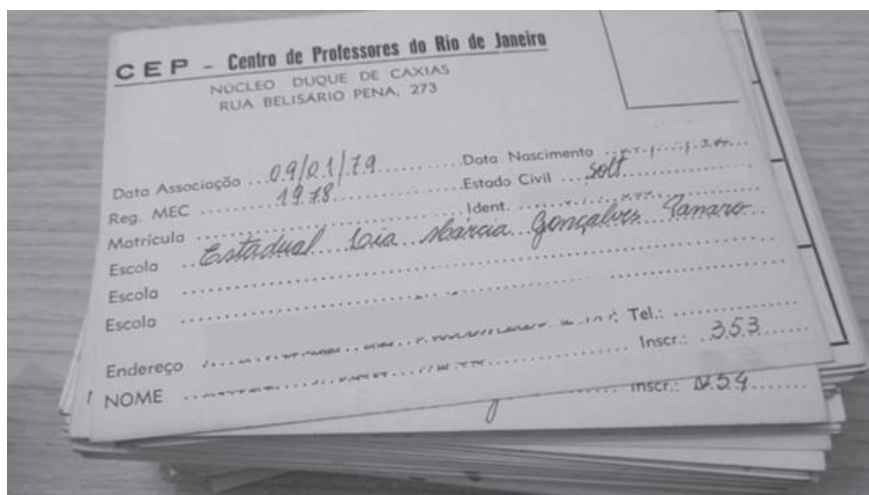 CEP - Centro de Professores do Rio de Janeiro
NÚCLEO DUQUE DE CAXIAS
RUA BELISÁRIO PENA, 273
Data Associação 09/01/79 Data Nascimento
Reg. MEC 1978 Estado Civil solt
Matrícula Ident.
Escola Estadual Lia Márcia Gonçalves Panaro
Escola
Escola
Endereço Tel.:
NOME Inscr.: 353
Inscr.: